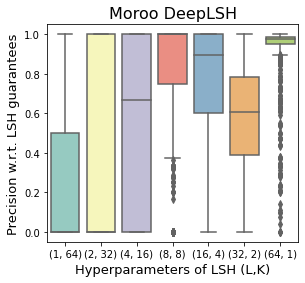 Moroo DeepLSH
Precision w.r.t. LSH guarantees
1.0
0.8
0.6
0.4
0.2
0.0
(1, 64) (2, 32) (4, 16) (8, 8) (16, 4) (32, 2) (64, 1)
Hyperparameters of LSH (L,K)